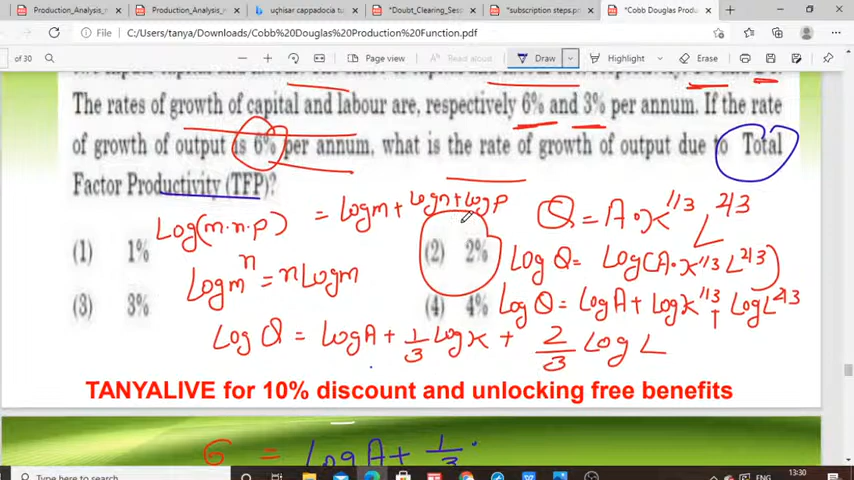 Production_Analysis_ Production_Analysis_ uçhisar cappadocia tu *Doubt_Clearing_Sess *subscription steps.pd *Cobb Douglas Produ
File | C:/Users/tanya/Downloads/Cobb%20Douglas%20Production%20Function.pdf
of 30 Page view Read aloud Draw Highlight Erase
The rates of growth of capital and labour are, respectively 6% and 3% per annum. If the rate
of growth of output is 6% per annum, what is the rate of growth of output due to Total
Factor Productivity (TFP)?
Log(m.n.p) = Logm + Logn + Logp
Q = A.K^1/3 L^2/3
(1) 1% (2) 2%
Log Q = Log(A.K^1/3 L^2/3)
Logm^n = n Logm
(3) 3% (4) 4%
Log Q = LogA + LogK^1/3 + LogL^2/3
Log Q = LogA + 1/3 LogK + 2/3 Log L
TANYALIVE for 10% discount and unlocking free benefits
6 = LogA + 1/3 .
Type here to search ENG 13:30